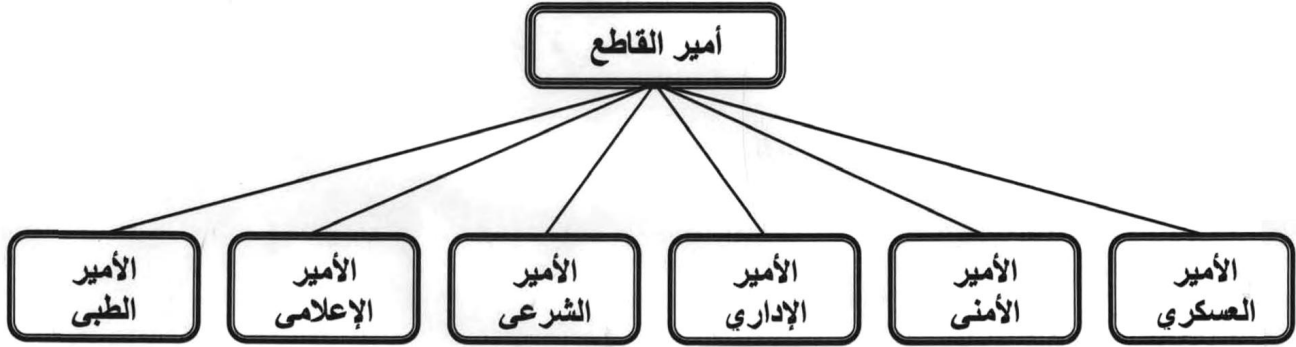 أمير القاطع
الأمير
العسكري
الأمير
الأمنى
الأمير
الإداري
الأمير
الشرعى
الأمير
الإعلامى
الأمير
الطبى